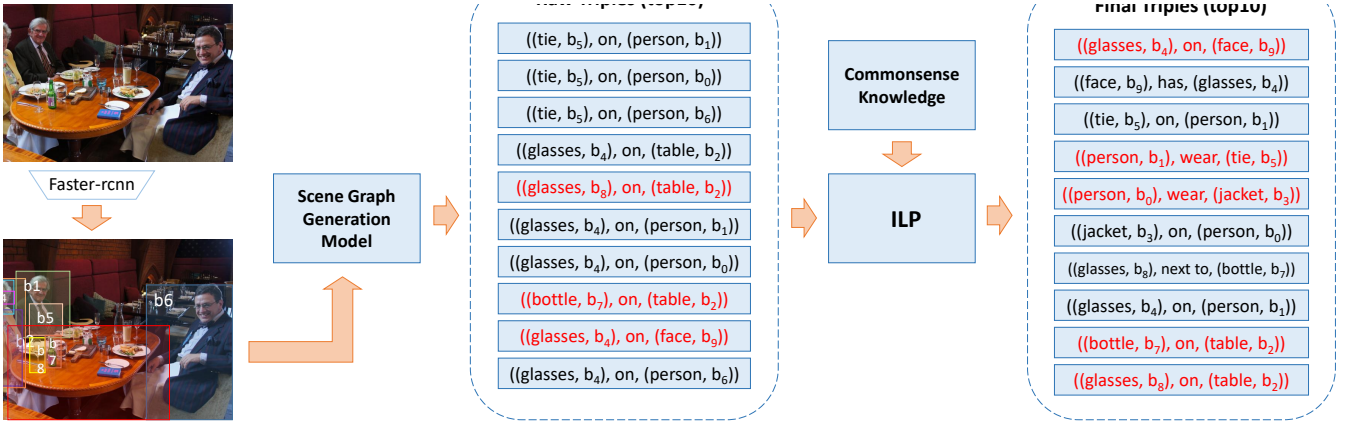 Final Triples (top10)
((tie, b5), on, (person, b1))
((tie, b5), on, (person, b0))
((tie, b5), on, (person, b6))
((glasses, b4), on, (table, b2))
((glasses, b8), on, (table, b2))
((glasses, b4), on, (person, b1))
((glasses, b4), on, (person, b0))
((bottle, b7), on, (table, b2))
((glasses, b4), on, (face, b9))
((glasses, b4), on, (person, b6))
Faster-rcnn
Scene Graph
Generation
Model
Commonsense
Knowledge
ILP
((glasses, b4), on, (face, b9))
((face, b9), has, (glasses, b4))
((tie, b5), on, (person, b1))
((person, b1), wear, (tie, b5))
((person, b0), wear, (jacket, b3))
((jacket, b3), on, (person, b0))
((glasses, b8), next to, (bottle, b7))
((glasses, b4), on, (person, b1))
((bottle, b7), on, (table, b2))
((glasses, b8), on, (table, b2))
b1
b5
b6
b
7
b
8